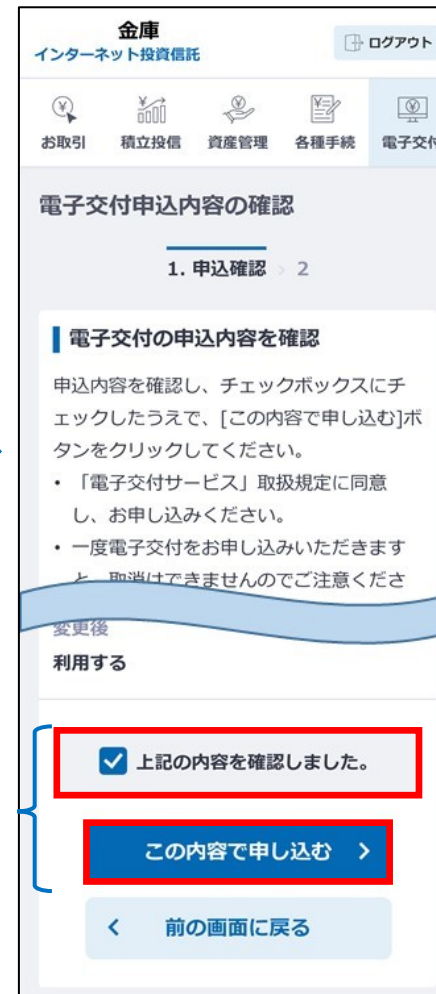 金庫
インターネット投資信託
ログアウト
お取引
積立投信
資産管理
各種手続
電子交付
電子交付申込内容の確認
1. 申込確認 > 2
電子交付の申込内容を確認
申込内容を確認し、チェックボックスにチ
ェックしたうえで、[この内容で申し込む]ボ
タンをクリックしてください。
・「電子交付サービス」取扱規定に同意
し、お申し込みください。
・一度電子交付をお申し込みいただきます
と、取消はできませんのでご注意くださ
変更後
利用する
上記の内容を確認しました。
この内容で申し込む >
< 前の画面に戻る